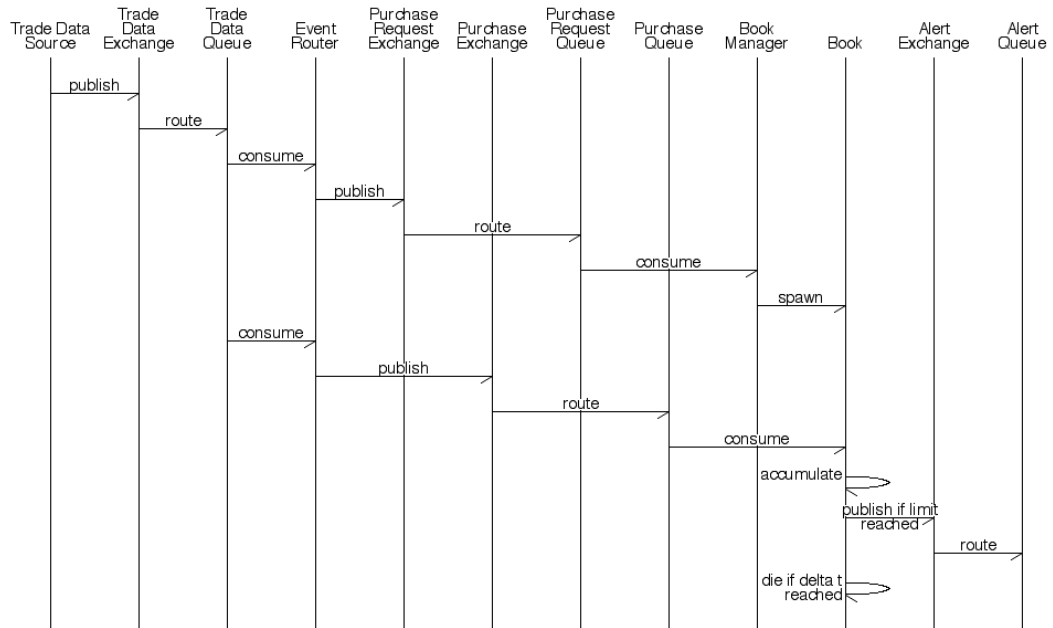 Trade Data
Source
Trade
Data
Exchange
Trade
Data
Queue
Event
Router
Purchase
Request
Exchange
Purchase
Exchange
Purchase
Request
Queue
Purchase
Queue
Book
Manager
Book
Alert
Exchange
Alert
Queue
publish
route
consume
publish
route
consume
spawn
consume
publish
route
consume
accumulate
publish if limit
reached
route
die if delta t
reached